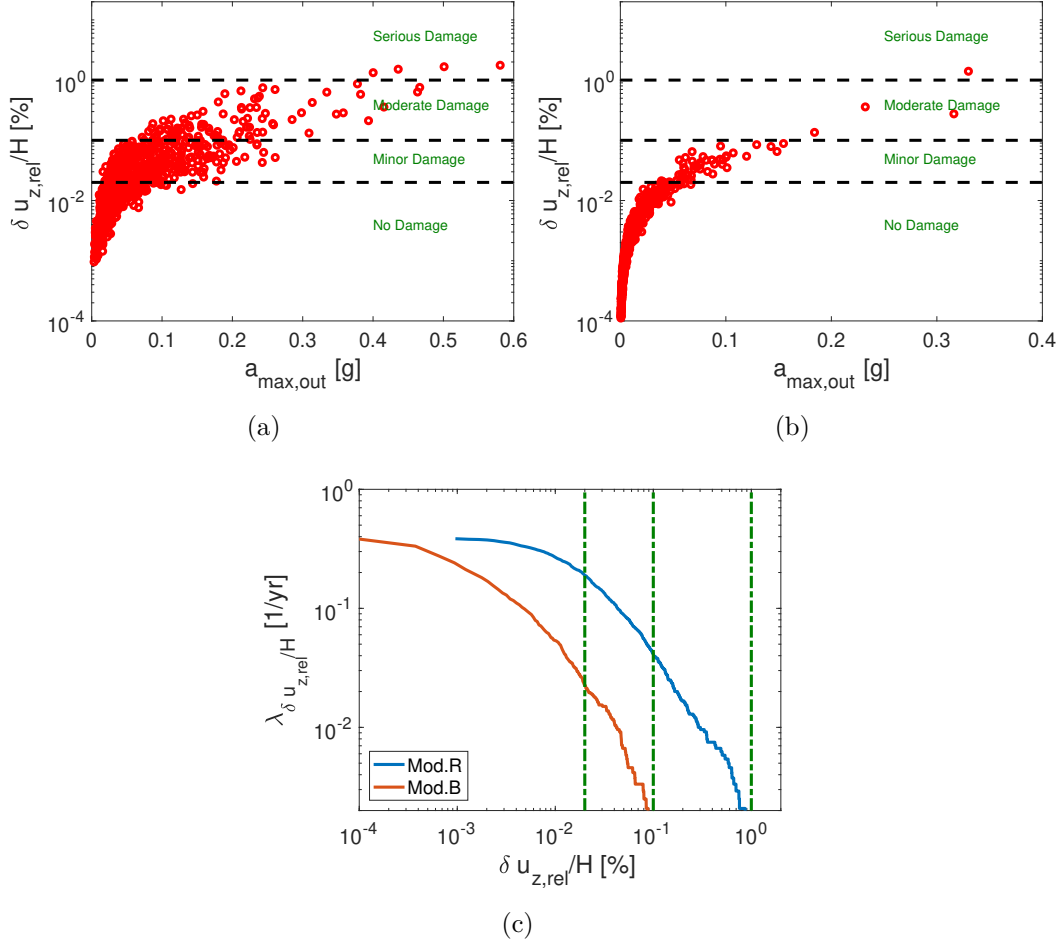 Serious Damage
Moderate Damage
Minor Damage
No Damage
10^0
10^-2
10^-4
δ u_z,rel/H [%]
0 0.1 0.2 0.3 0.4 0.5 0.6
a_max,out [g]
(a)
Serious Damage
Moderate Damage
Minor Damage
No Damage
10^0
10^-2
10^-4
δ u_z,rel/H [%]
0 0.1 0.2 0.3 0.4
a_max,out [g]
(b)
10^0
10^-1
10^-2
λ_δ u_z,rel/H [1/yr]
Mod.R
Mod.B
10^-4 10^-3 10^-2 10^-1 10^0
δ u_z,rel/H [%]
(c)